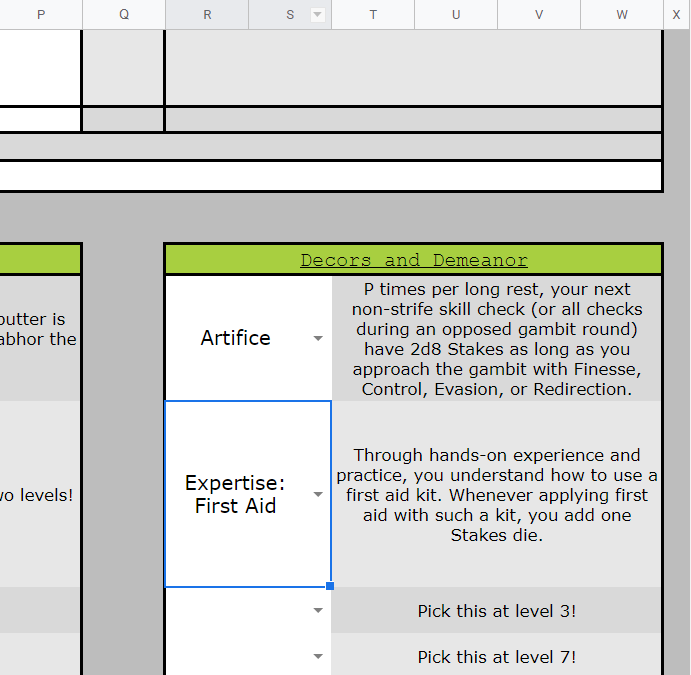 P Q R S T U V W X
Decors and Demeanor
putter is
abhor the
Artifice
P times per long rest, your next
non-strife skill check (or all checks
during an opposed gambit round)
have 2d8 Stakes as long as you
approach the gambit with Finesse,
Control, Evasion, or Redirection.
wo levels!
Expertise:
First Aid
Through hands-on experience and
practice, you understand how to use a
first aid kit. Whenever applying first
aid with such a kit, you add one
Stakes die.
Pick this at level 3!
Pick this at level 7!